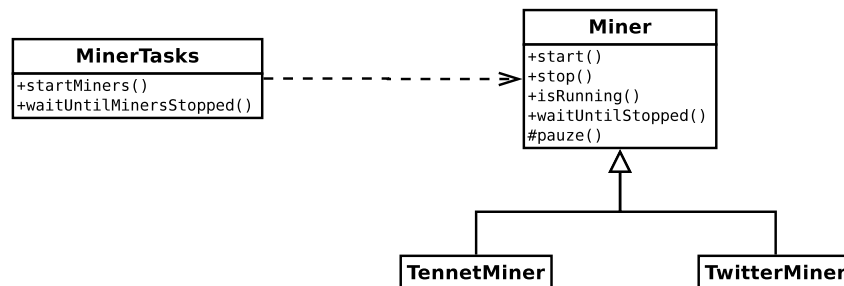 MinerTasks
+startMiners()
+waitUntilMinersStopped()
Miner
+start()
+stop()
+isRunning()
+waitUntilStopped()
#pauze()
TennetMiner
TwitterMiner